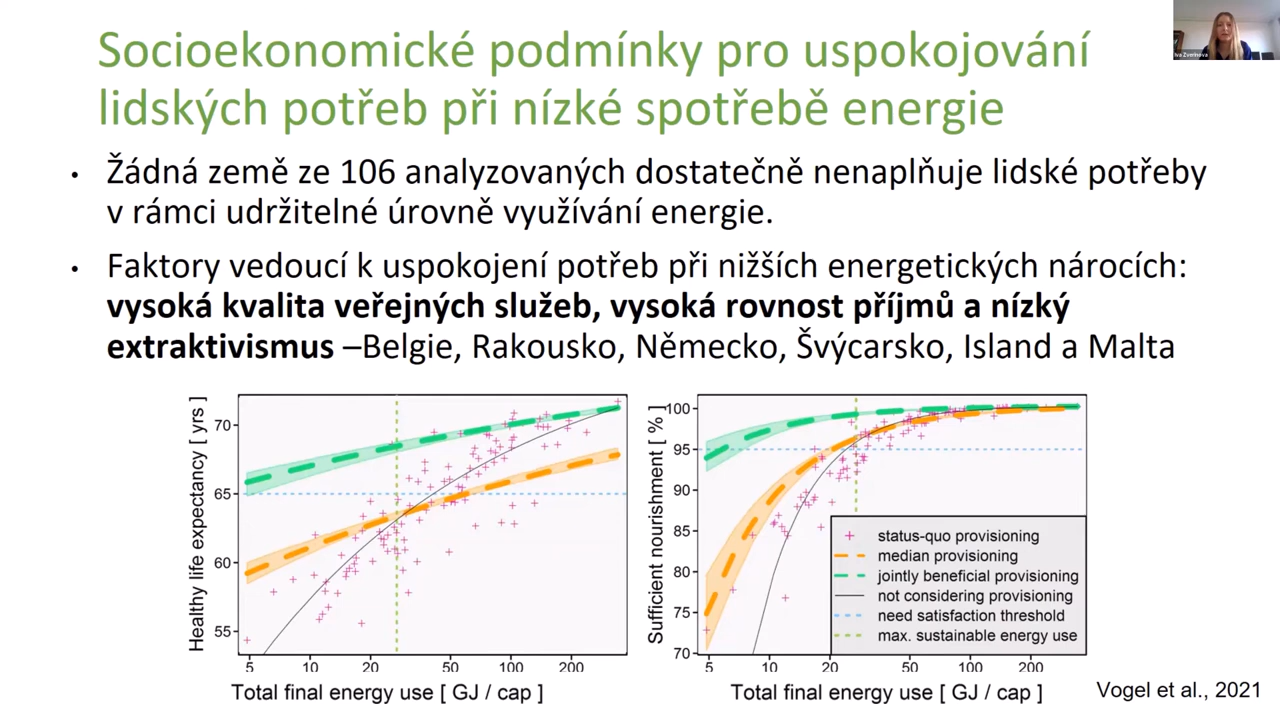 Socioekonomické podmínky pro uspokojování
lidských potřeb při nízké spotřebě energie
Iva Zvěřinová
• Žádná země ze 106 analyzovaných dostatečně nenaplňuje lidské potřeby
v rámci udržitelné úrovně využívání energie.
• Faktory vedoucí k uspokojení potřeb při nižších energetických nárocích:
vysoká kvalita veřejných služeb, vysoká rovnost příjmů a nízký
extraktivismus –Belgie, Rakousko, Německo, Švýcarsko, Island a Malta
Healthy life expectancy [ yrs ]
70
65
60
55
5 10 20 50 100 200
Total final energy use [ GJ / cap ]
Sufficient nourishment [ % ]
100
95
90
85
80
75
70
5 10 20 50 100 200
Total final energy use [ GJ / cap ]
status-quo provisioning
median provisioning
jointly beneficial provisioning
not considering provisioning
need satisfaction threshold
max. sustainable energy use
Vogel et al., 2021